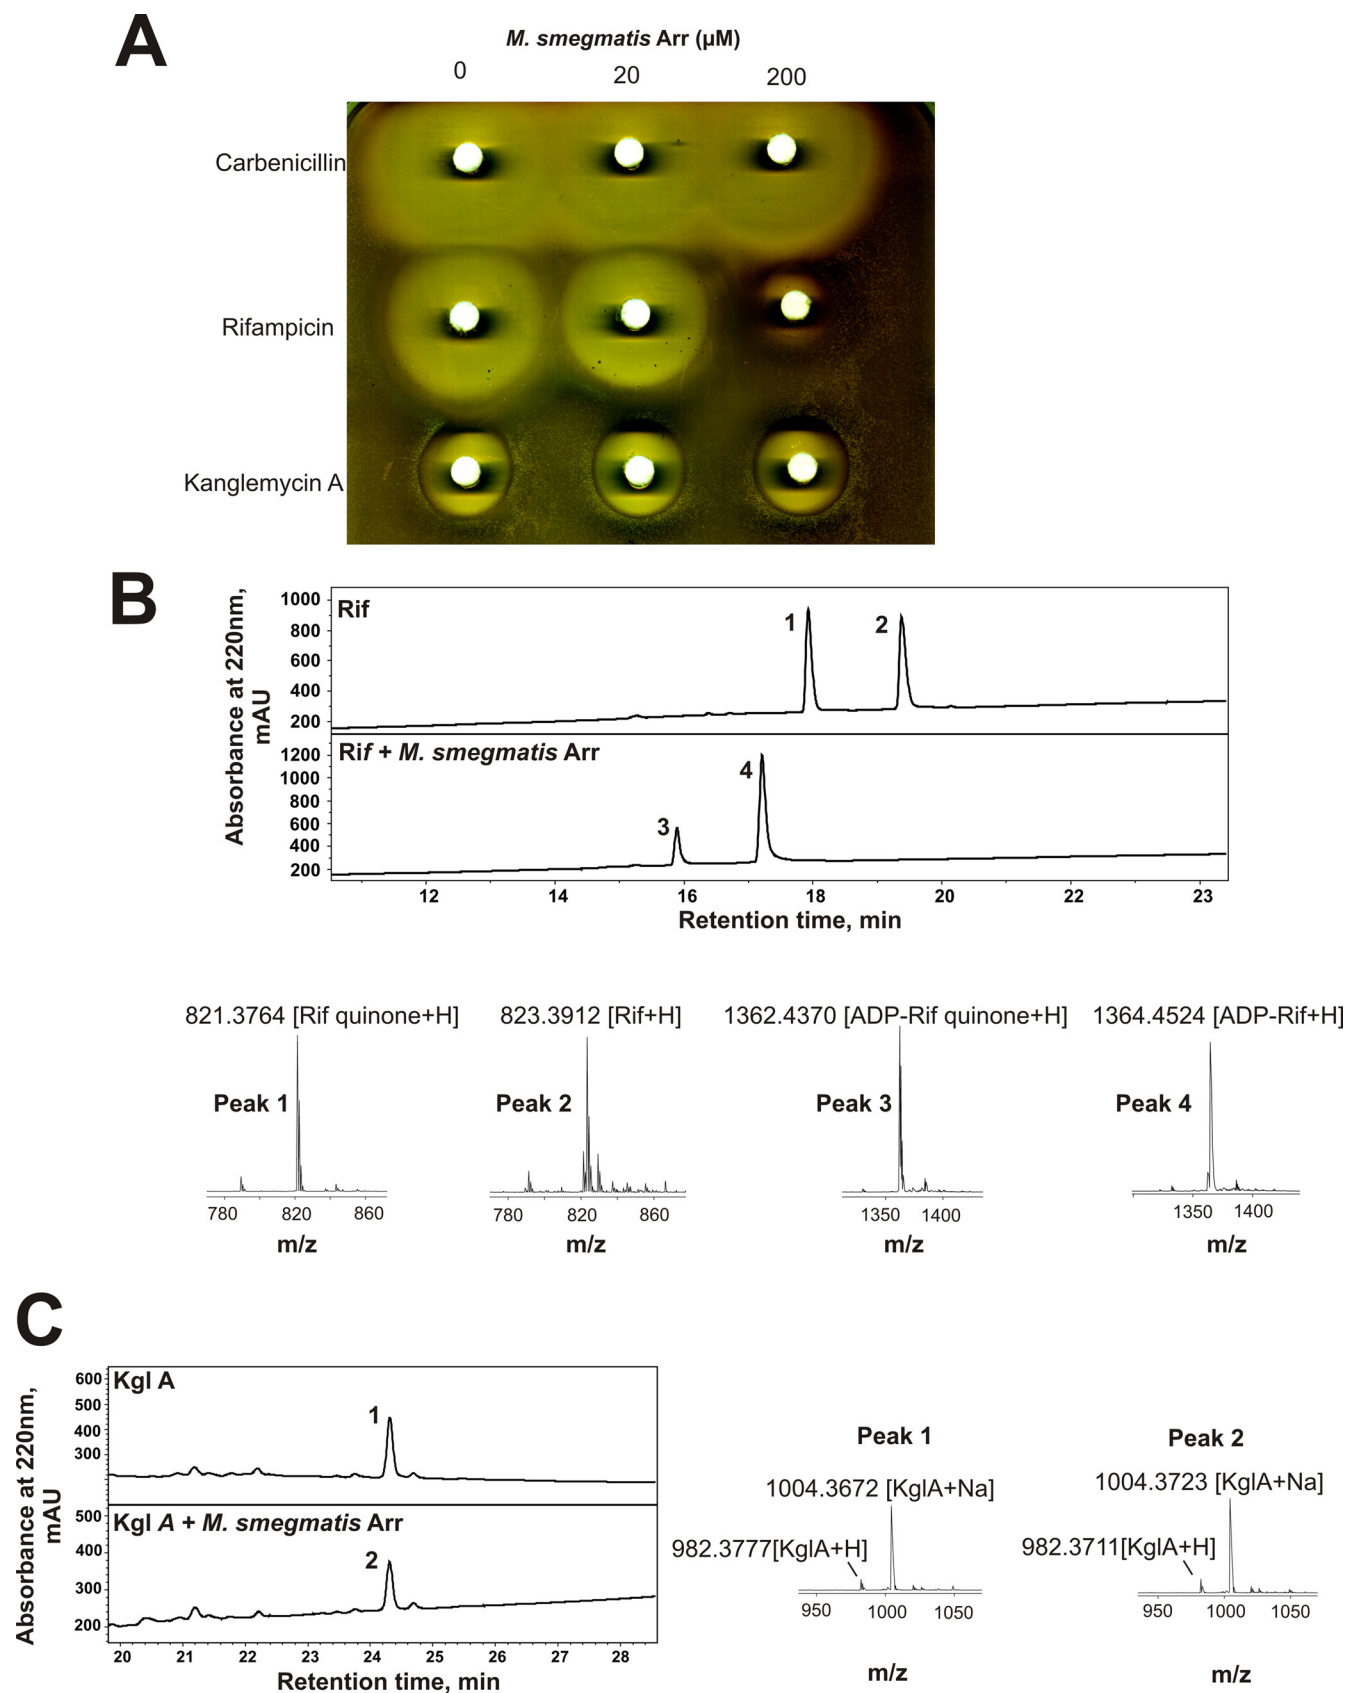 A
M. smegmatis Arr (µM)
0 20 200
Carbenicillin
Rifampicin
Kanglemycin A
B
Absorbance at 220nm,
mAU
Rif
1000
800
600
400
200
1 2
Rif + M. smegmatis Arr
1200
1000
800
600
400
200
3 4
12 14 16 18 20 22 23
Retention time, min
821.3764 [Rif quinone+H] 823.3912 [Rif+H] 1362.4370 [ADP-Rif quinone+H] 1364.4524 [ADP-Rif+H]
Peak 1 Peak 2 Peak 3 Peak 4
780 820 860 780 820 860 1350 1400 1350 1400
m/z m/z m/z m/z
C
Absorbance at 220nm,
mAU
Kgl A
600
500
400
300
1
Kgl A + M. smegmatis Arr
500
400
300
200
2
20 21 22 23 24 25 26 27 28
Retention time, min
Peak 1 Peak 2
1004.3672 [KglA+Na] 1004.3723 [KglA+Na]
982.3777[KglA+H] 982.3711[KglA+H]
950 1000 1050 950 1000 1050
m/z m/z